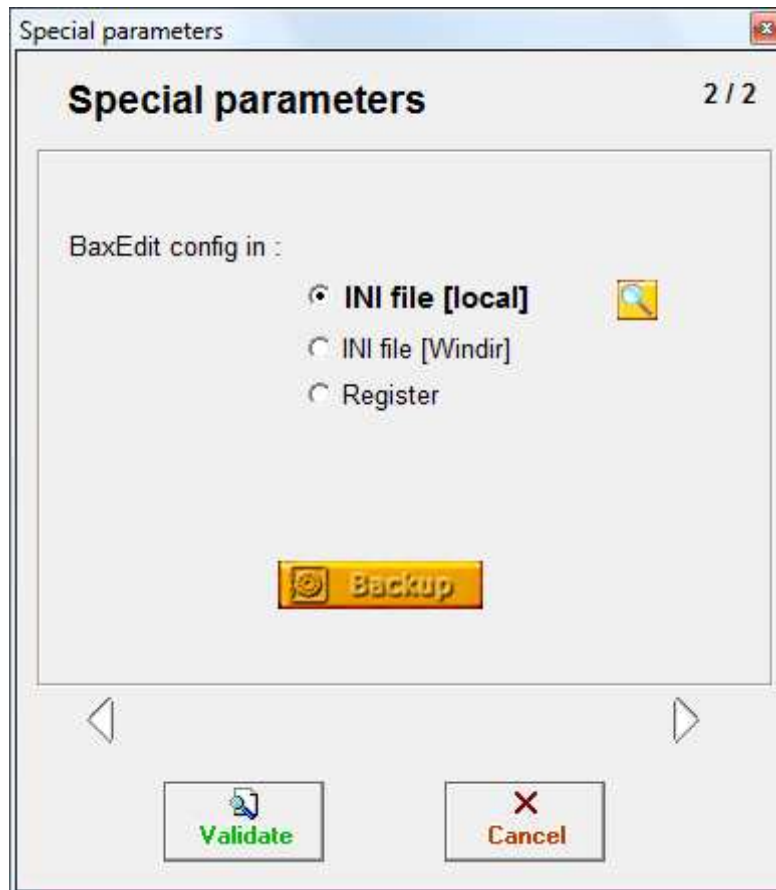 Special parameters
Special parameters 2 / 2
BaxEdit config in :
INI file [local]
INI file [Windir]
Register
Backup
Validate Cancel